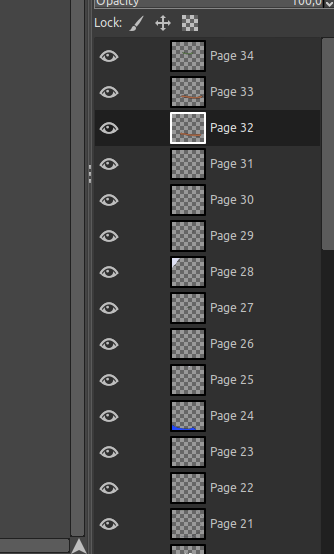 Opacity 100,0
Lock:
Page 34
Page 33
Page 32
Page 31
Page 30
Page 29
Page 28
Page 27
Page 26
Page 25
Page 24
Page 23
Page 22
Page 21